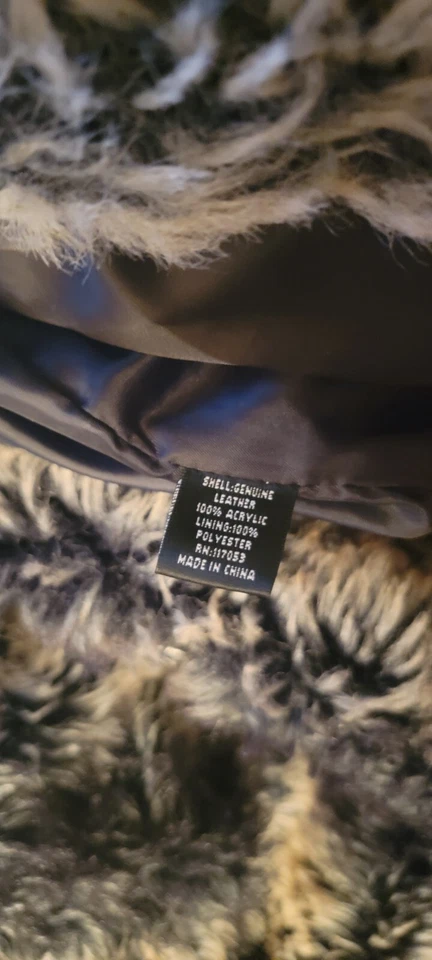 SHELL:GENUINE
LEATHER
100% ACRYLIC
LINING:100%
POLYESTER
RN:117053
MADE IN CHINA